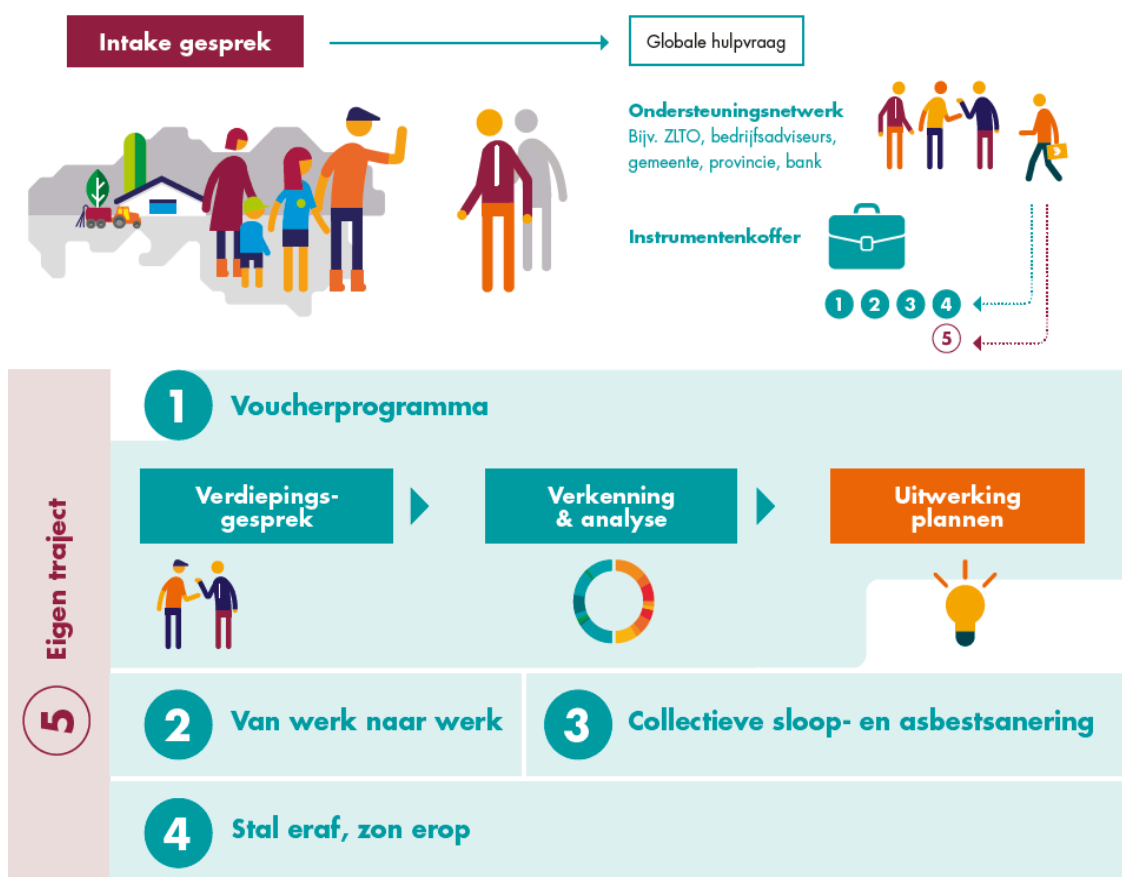 Intake gesprek
Globale hulpvraag
Ondersteuningsnetwerk
Bijv. ZLTO, bedrijfsadviseurs,
gemeente, provincie, bank
Instrumentenkoffer
1 2 3 4
5
1 Voucherprogramma
Verdiepings-
gesprek
Verkenning
& analyse
Uitwerking
plannen
5 Eigen traject
2 Van werk naar werk
3 Collectieve sloop- en asbestsanering
4 Stal eraf, zon erop